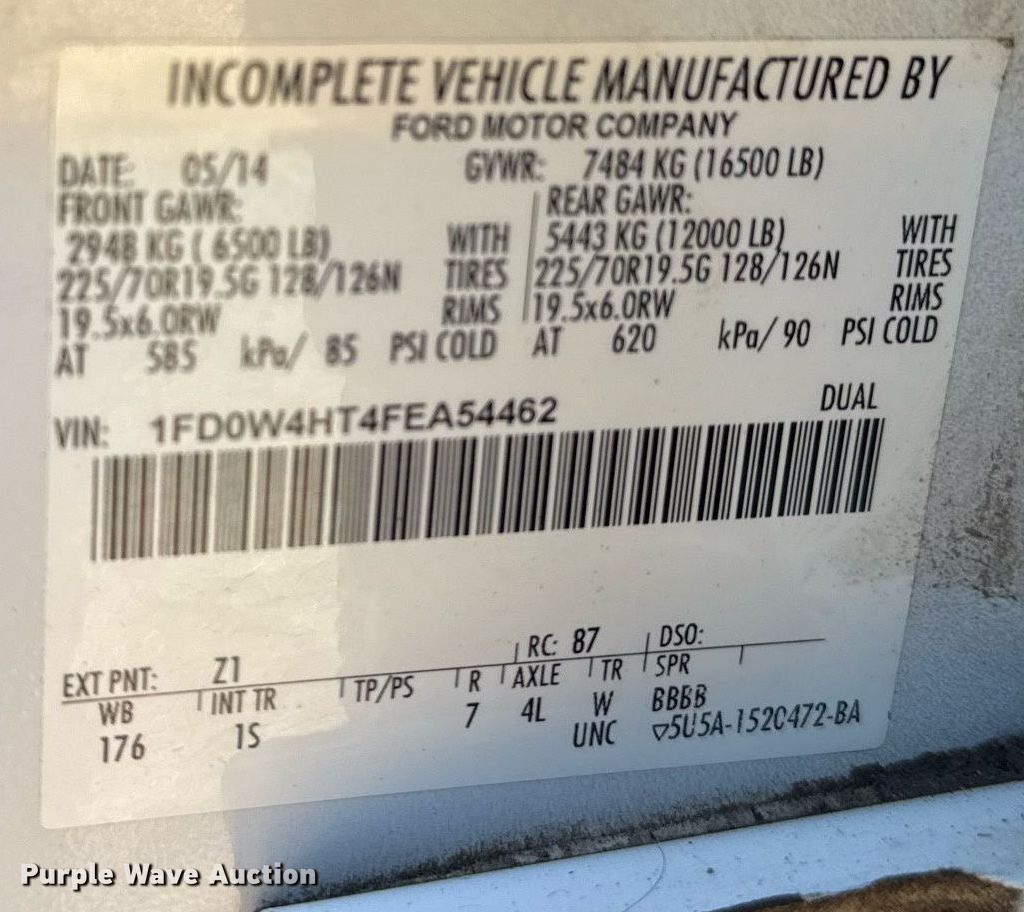 INCOMPLETE VEHICLE MANUFACTURED BY
FORD MOTOR COMPANY
DATE: 05/14 GVWR: 7484 KG (16500 LB)
FRONT GAWR: REAR GAWR:
2948 KG ( 6500 LB) WITH 5443 KG (12000 LB) WITH
225/70R19.5G 128/126N TIRES 225/70R19.5G 128/126N TIRES
19.5x6.0RW RIMS 19.5x6.0RW RIMS
AT 585 kPa/ 85 PSI COLD AT 620 kPa/ 90 PSI COLD
VIN: 1FD0W4HT4FEA54462 DUAL
EXT PNT: Z1 RC: 87 DSO:
WB INT TR TP/PS R AXLE TR SPR
176 1S 7 4L W BBBB
UNC ▽5U5A-1520472-BA
Purple Wave Auction